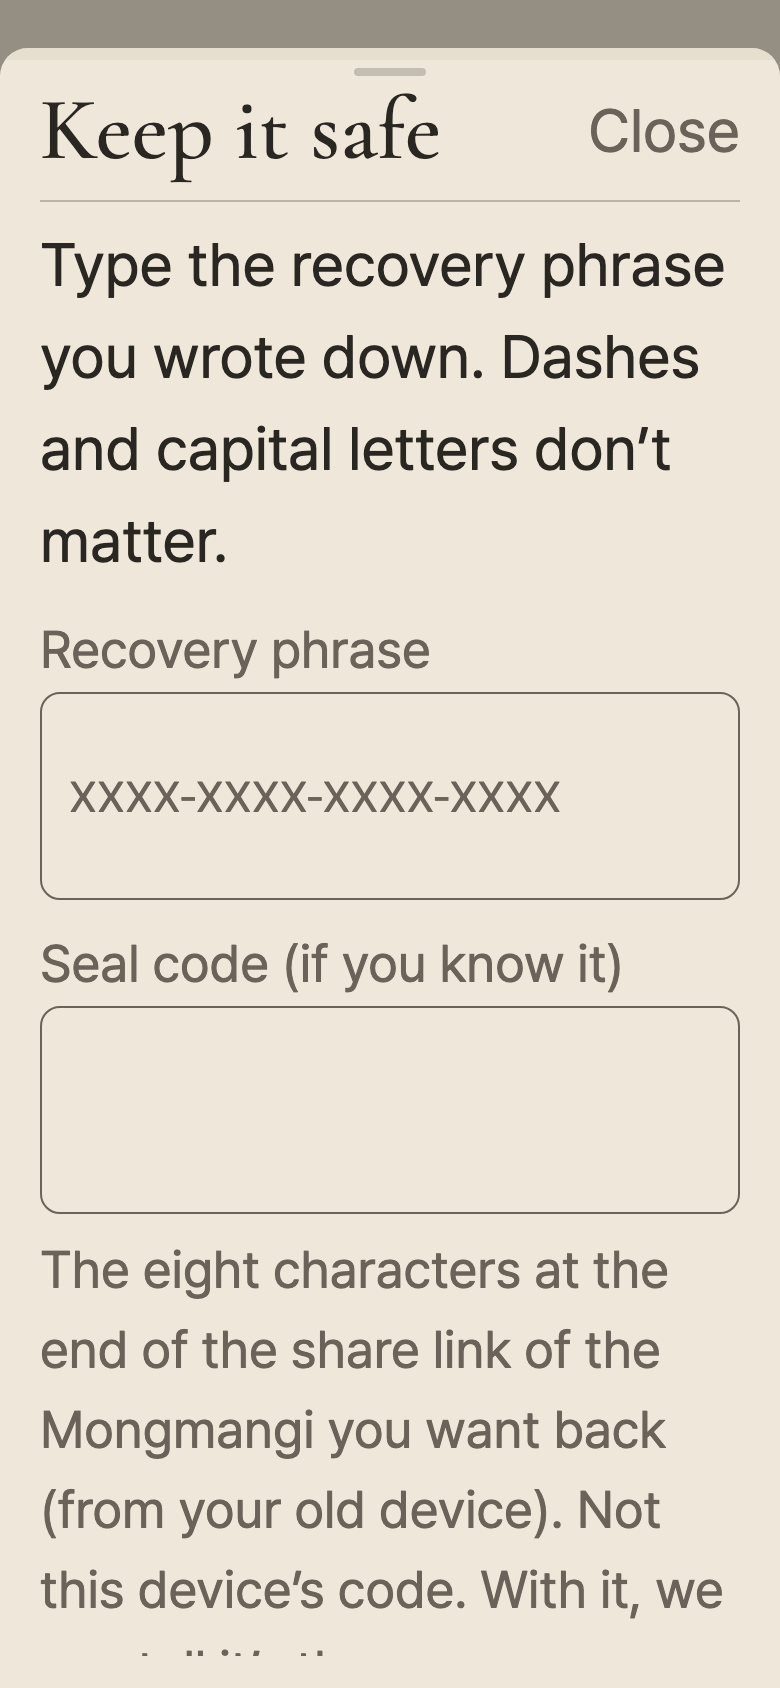 Keep it safe
Close
Type the recovery phrase
you wrote down. Dashes
and capital letters don’t
matter.
Recovery phrase
XXXX-XXXX-XXXX-XXXX
Seal code (if you know it)
The eight characters at the
end of the share link of the
Mongmangi you want back
(from your old device). Not
this device’s code. With it, we